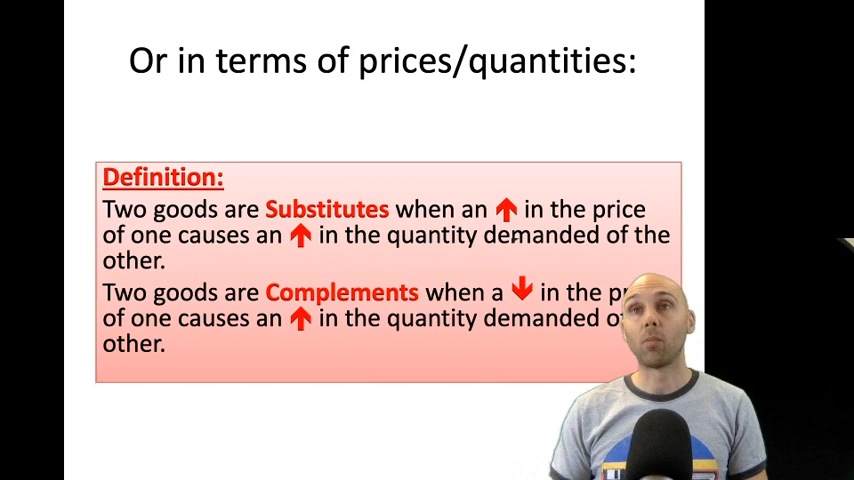 Or in terms of prices/quantities:
Definition:
Two goods are Substitutes when an ↑ in the price
of one causes an ↑ in the quantity demanded of the
other.
Two goods are Complements when a ↓ in the
of one causes an ↑ in the quantity demanded
other.